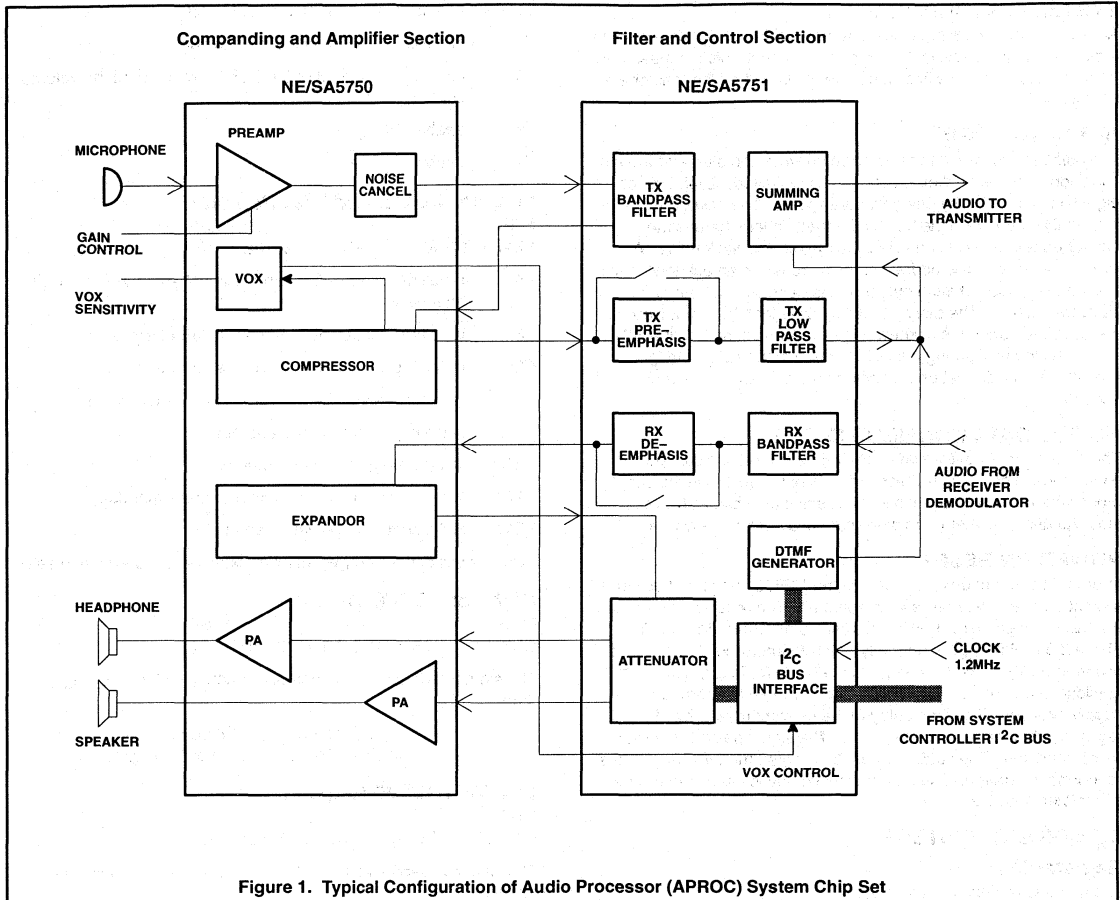 Companding and Amplifier Section
Filter and Control Section
NE/SA5750
NE/SA5751
PREAMP
MICROPHONE
NOISE
CANCEL
TX
BANDPASS
FILTER
SUMMING
AMP
AUDIO TO
TRANSMITTER
GAIN
CONTROL
VOX
VOX
SENSITIVITY
COMPRESSOR
TX
PRE–
EMPHASIS
TX
LOW
PASS
FILTER
RX
DE–
EMPHASIS
RX
BANDPASS
FILTER
AUDIO FROM
RECEIVER
DEMODULATOR
EXPANDOR
DTMF
GENERATOR
HEADPHONE
PA
ATTENUATOR
I²C
BUS
INTERFACE
CLOCK
1.2MHz
PA
SPEAKER
FROM SYSTEM
CONTROLLER I²C BUS
VOX CONTROL
Figure 1. Typical Configuration of Audio Processor (APROC) System Chip Set